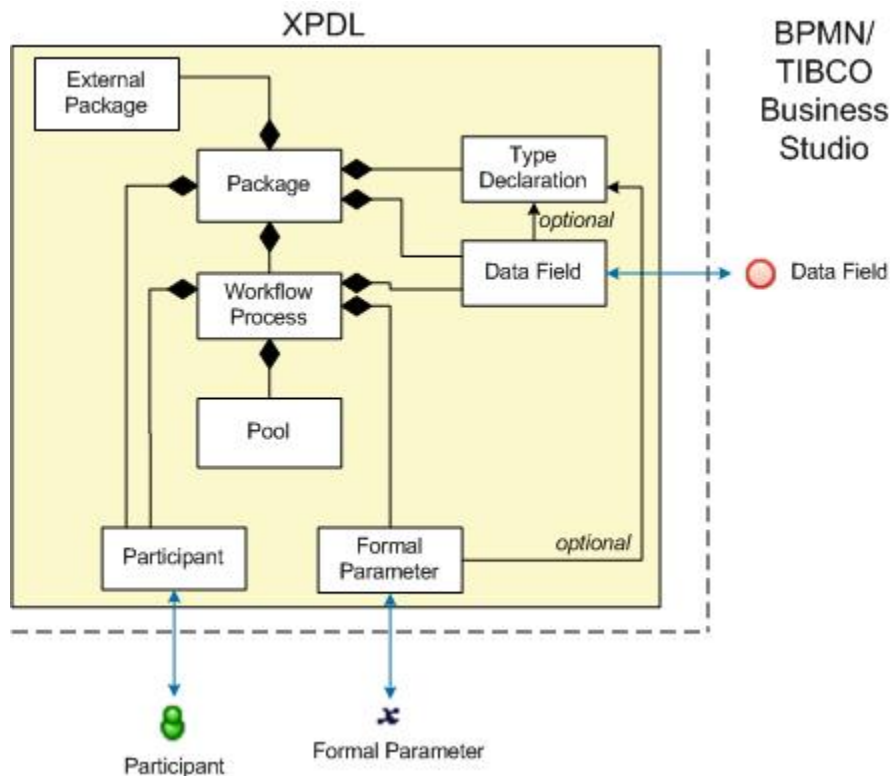 XPDL
BPMN/
TIBCO
Business
Studio
External
Package
Package
Type
Declaration
optional
Data Field
Data Field
Workflow
Process
Pool
Participant
Formal
Parameter
optional
Participant
Formal Parameter